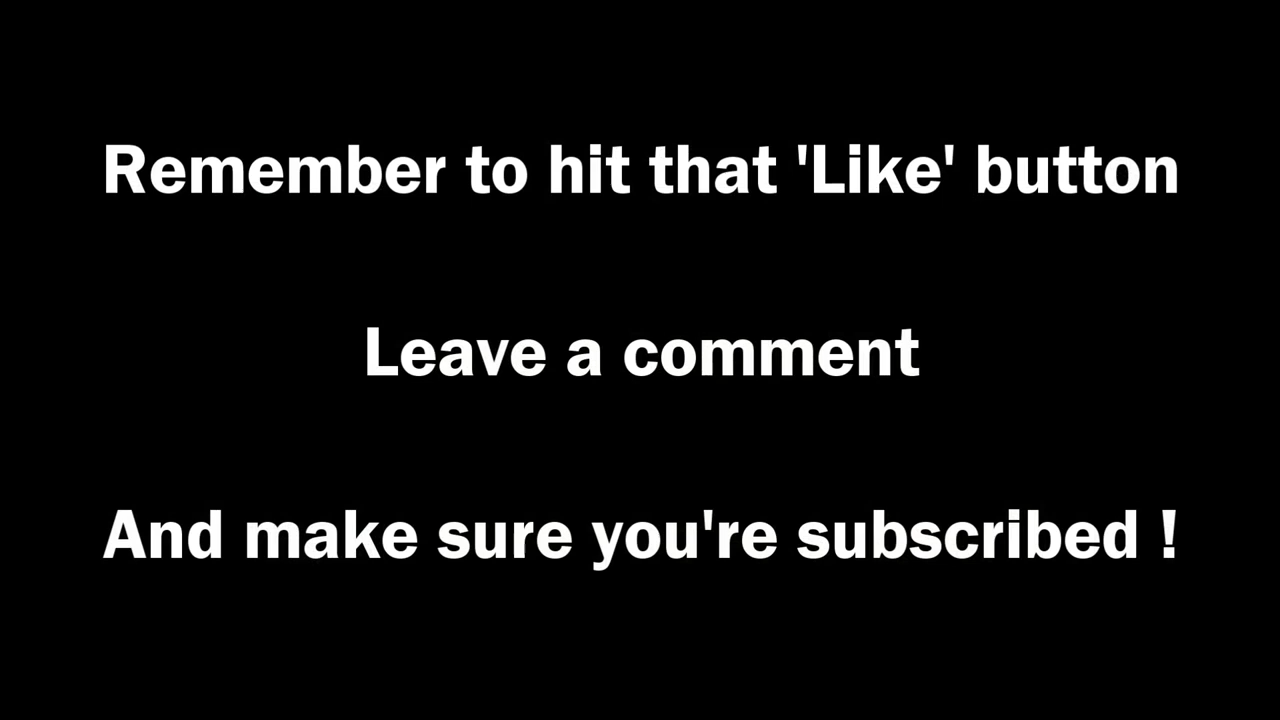 Remember to hit that 'Like' button
Leave a comment
And make sure you're subscribed !